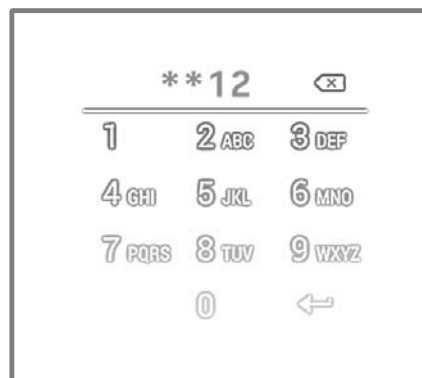 **12
1 2 ABC 3 DEF
4 GHI 5 JKL 6 MNO
7 PQRS 8 TUV 9 WXYZ
0